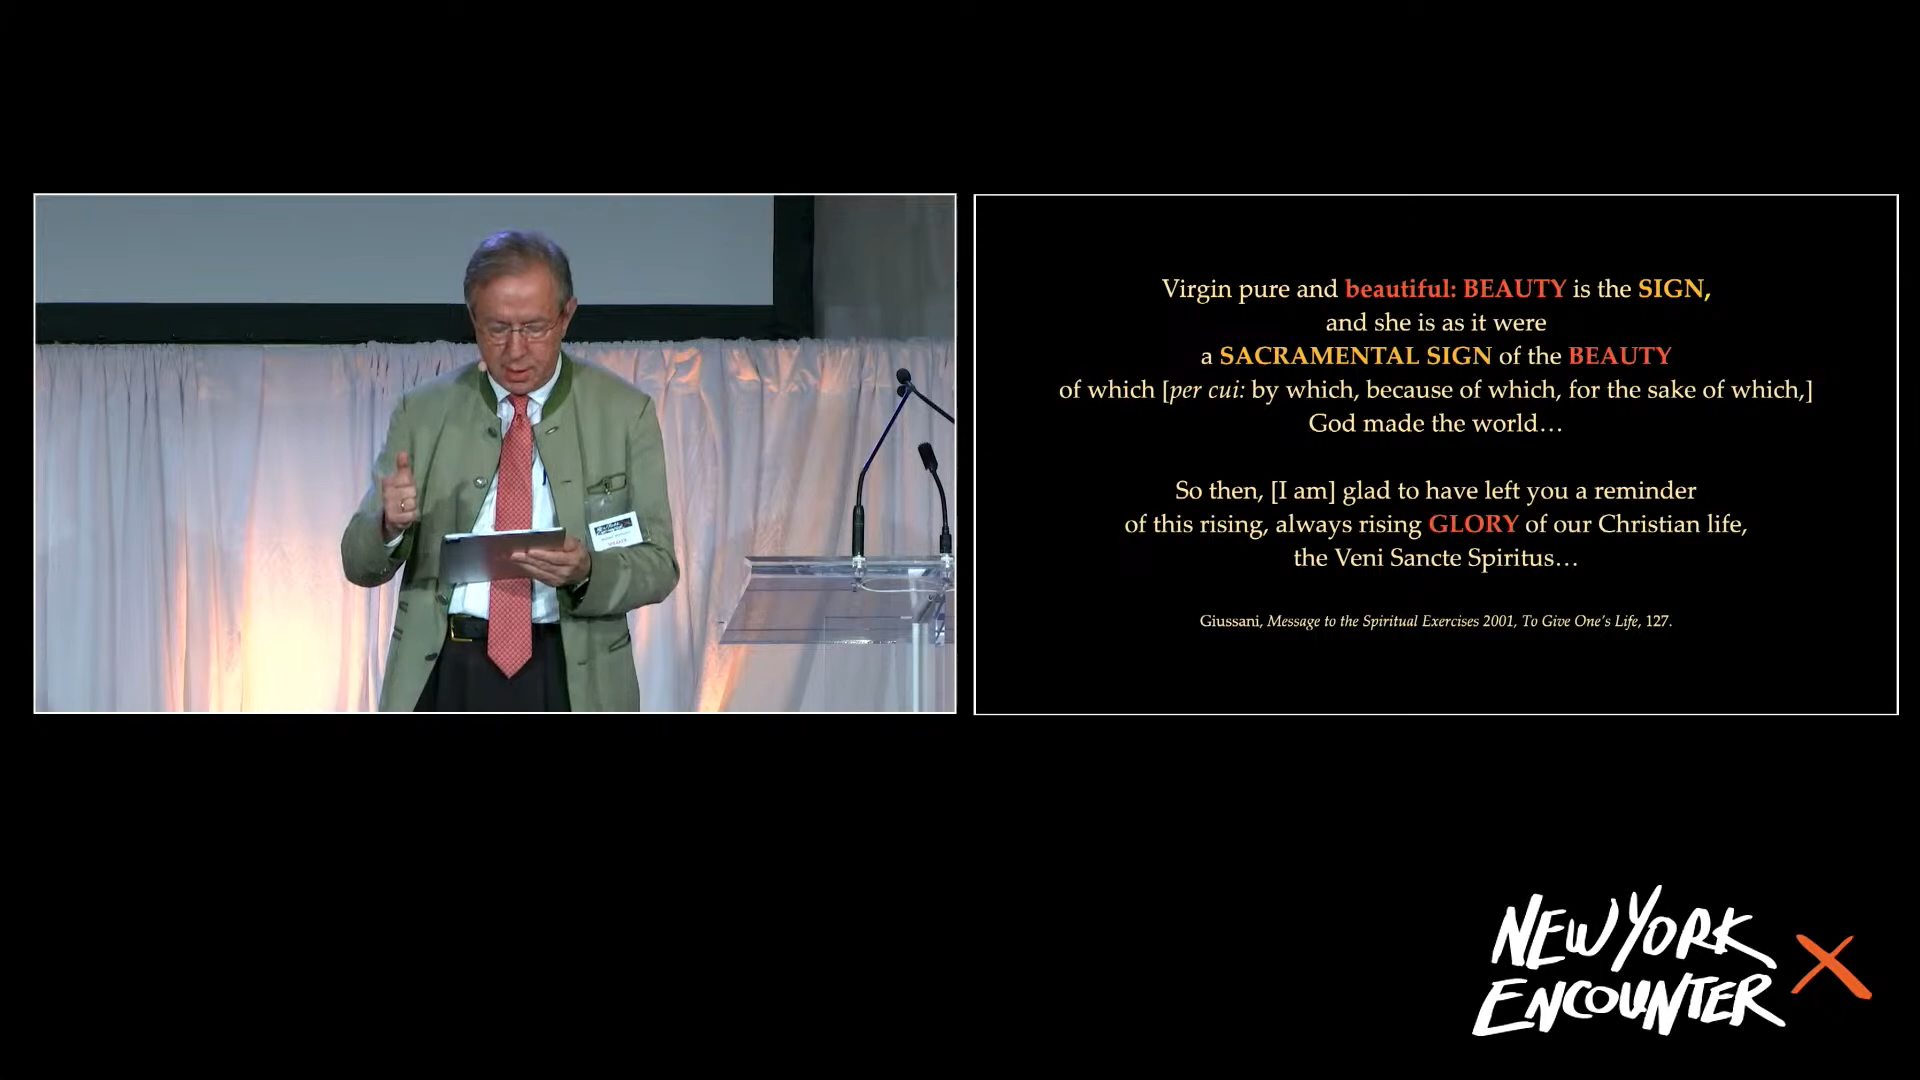 Virgin pure and beautiful: BEAUTY is the SIGN,
and she is as it were
a SACRAMENTAL SIGN of the BEAUTY
of which [per cui: by which, because of which, for the sake of which,]
God made the world…
So then, [I am] glad to have left you a reminder
of this rising, always rising GLORY of our Christian life,
the Veni Sancte Spiritus…
Giussani, Message to the Spiritual Exercises 2001, To Give One's Life, 127.
NEW YORK
ENCOUNTER